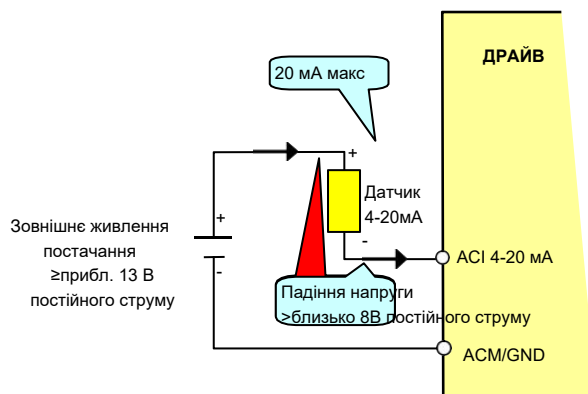 ДРАЙВ
20 мА макс
+
Датчик
4-20мА
-
Зовнішнє живлення
постачання
≥прибл. 13 В
постійного струму
+
-
ACI 4-20 мА
Падіння напруги
>близько 8В постійного струму
ACM/GND